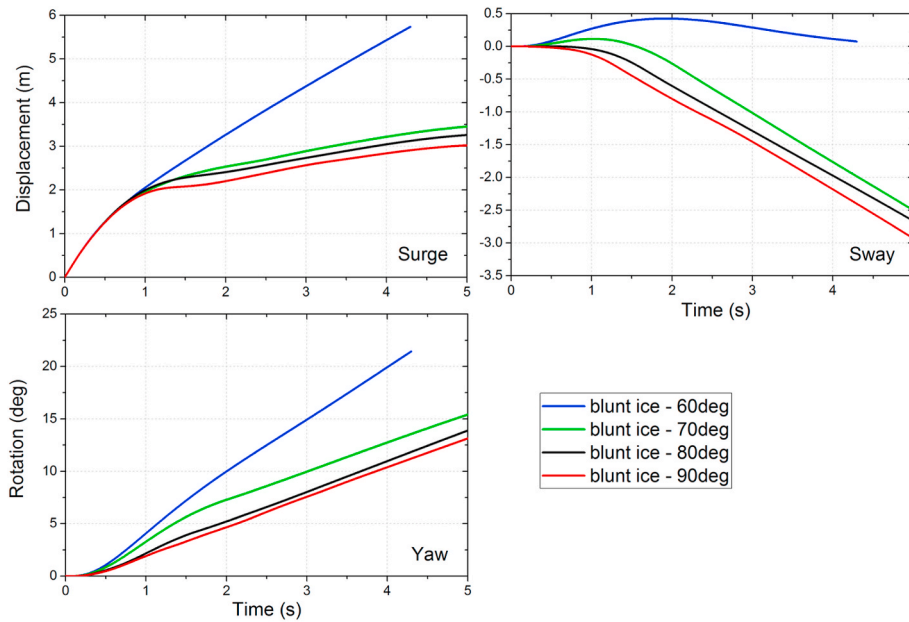 Displacement (m)
6
5
4
3
2
1
0
0 1 2 3 4 5
Surge
0.5
0.0
-0.5
-1.0
-1.5
-2.0
-2.5
-3.0
-3.5
0 1 2 3 4
Sway
Time (s)
Rotation (deg)
25
20
15
10
5
0
0 1 2 3 4 5
Yaw
Time (s)
blunt ice - 60deg
blunt ice - 70deg
blunt ice - 80deg
blunt ice - 90deg